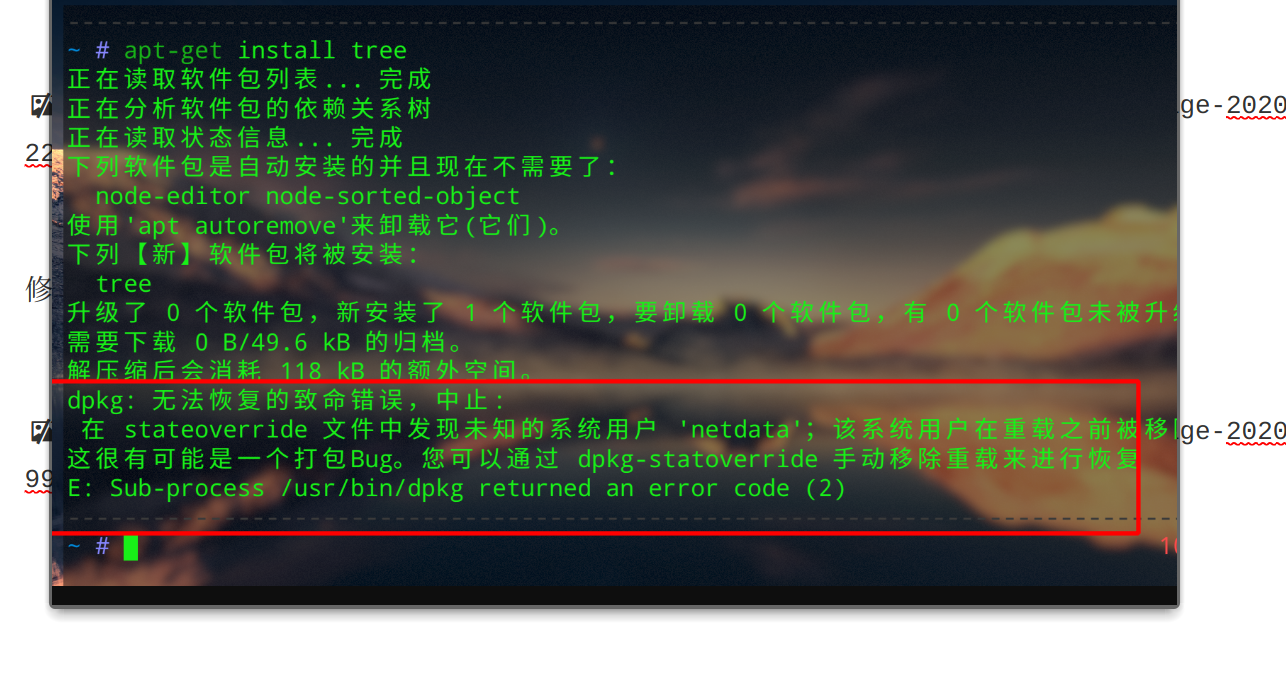 ~ # apt-get install tree
正在读取软件包列表... 完成
正在分析软件包的依赖关系树
正在读取状态信息... 完成
下列软件包是自动安装的并且现在不需要了：
node-editor node-sorted-object
使用'apt autoremove'来卸载它(它们)。
下列【新】软件包将被安装：
tree
升级了 0 个软件包，新安装了 1 个软件包，要卸载 0 个软件包，有 0 个软件包未被升
需要下载 0 B/49.6 kB 的归档。
解压缩后会消耗 118 kB 的额外空间。
dpkg: 无法恢复的致命错误，中止：
在 stateoverride 文件中发现未知的系统用户 'netdata'；该系统用户在重载之前被移
这很有可能是一个打包Bug。您可以通过 dpkg-statoverride 手动移除重载来进行恢复
E: Sub-process /usr/bin/dpkg returned an error code (2)
~ #
ge-2020
22
修
ge-2020
99